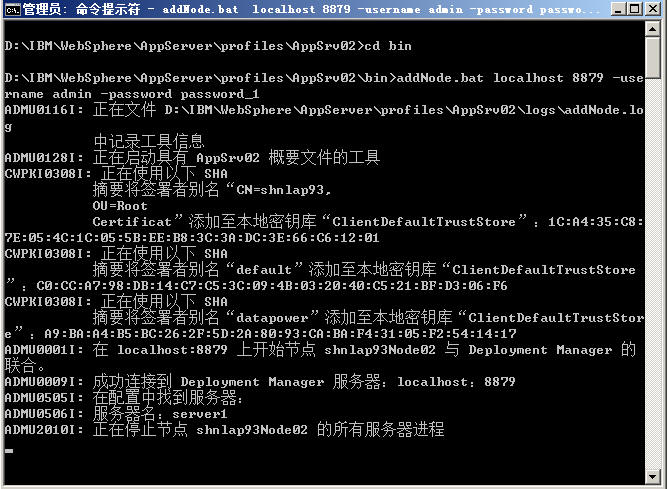 管理员: 命令提示符 - addNode.bat  localhost 8879 -username admin -password passwo...
D:\IBM\WebSphere\AppServer\profiles\AppSrv02>cd bin
D:\IBM\WebSphere\AppServer\profiles\AppSrv02\bin>addNode.bat localhost 8879 -use
rname admin -password password_1
ADMU0116I: 正在文件 D:\IBM\WebSphere\AppServer\profiles\AppSrv02\logs\addNode.lo
g
中记录工具信息
ADMU0128I: 正在启动具有 AppSrv02 概要文件的工具
CWPKI0308I: 正在使用以下 SHA
摘要将签署者别名“CN=shnlap93,
OU=Root
Certificat”添加至本地密钥库“ClientDefaultTrustStore”：1C:A4:35:C8:
7E:05:4C:1C:05:5B:EE:B8:3C:3A:DC:3E:66:C6:12:01
CWPKI0308I: 正在使用以下 SHA
摘要将签署者别名“default”添加至本地密钥库“ClientDefaultTrustStore
”：C0:CC:A7:98:DB:14:C7:C5:3C:09:4B:03:20:40:C5:21:BF:D3:06:F6
CWPKI0308I: 正在使用以下 SHA
摘要将签署者别名“datapower”添加至本地密钥库“ClientDefaultTrustStor
e”：A9:BA:A4:B5:BC:26:2F:5D:2A:80:93:CA:BA:F4:31:05:F2:54:14:17
ADMU0001I: 在 localhost:8879 上开始节点 shnlap93Node02 与 Deployment Manager 的
联合。
ADMU0009I: 成功连接到 Deployment Manager 服务器：localhost：8879
ADMU0505I: 在配置中找到服务器：
ADMU0506I: 服务器名：server1
ADMU2010I: 正在停止节点 shnlap93Node02 的所有服务器进程